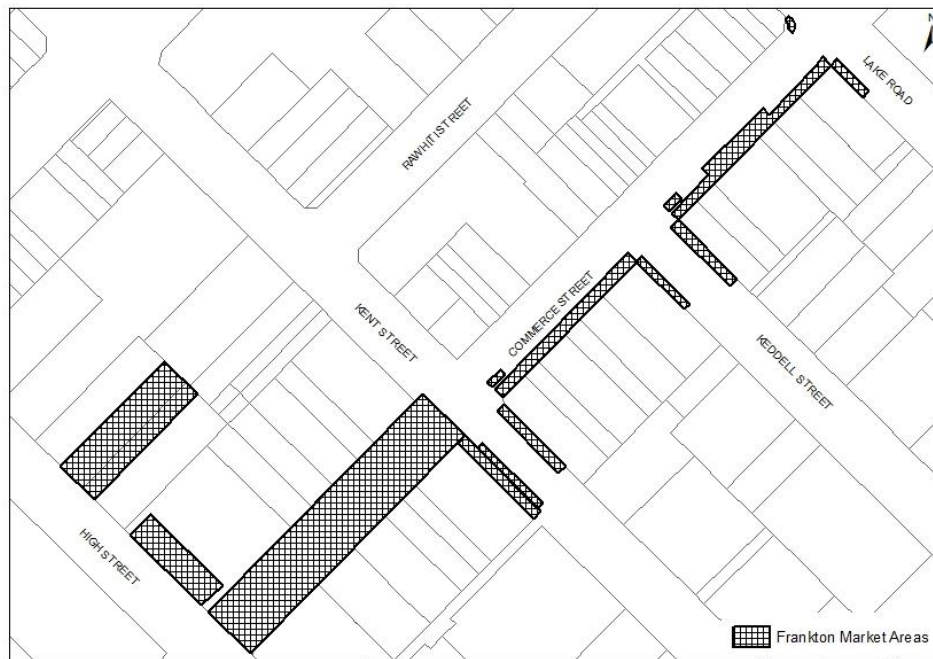 N
LAKE ROAD
RAWHITI STREET
COMMERCE STREET
KENT STREET
KEDDELL STREET
HIGH STREET
Frankton Market Areas